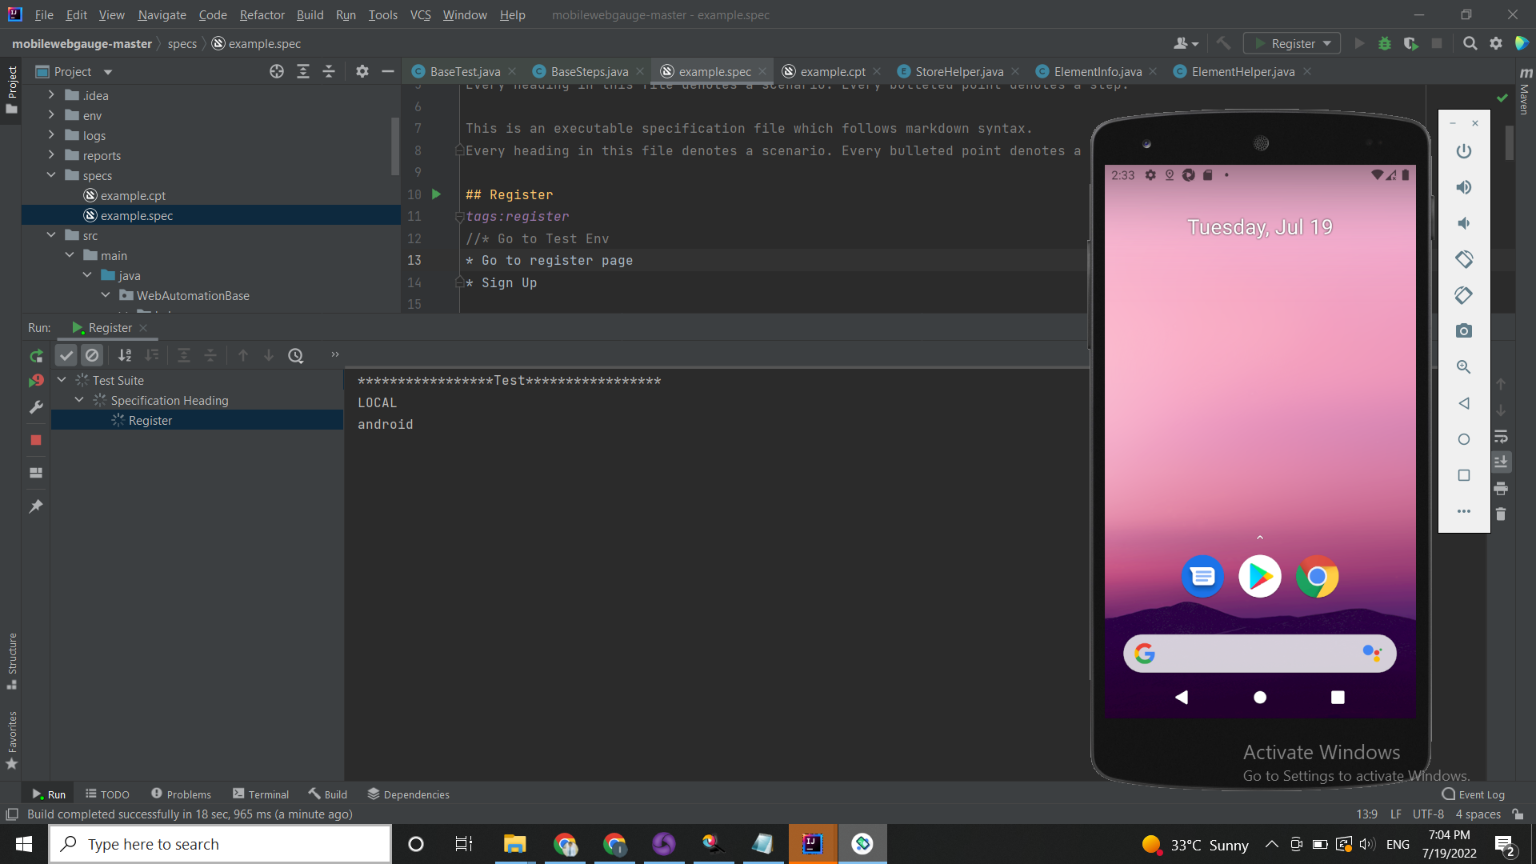 File Edit View Navigate Code Refactor Build Run Tools VCS Window Help mobilewebgauge-master - example.spec
mobilewebgauge-master specs example.spec
Register
Project
BaseTest.java BaseSteps.java example.spec example.cpt StoreHelper.java ElementInfo.java ElementHelper.java
Project
Maven
.idea
env
logs
reports
specs
example.cpt
example.spec
src
main
java
WebAutomationBase
5 Every heading in this file denotes a scenario. Every bulleted point denotes a step.
6
7 This is an executable specification file which follows markdown syntax.
8 Every heading in this file denotes a scenario. Every bulleted point denotes a
9
10 ## Register
11 tags:register
12 //* Go to Test Env
13 * Go to register page
14 * Sign Up
15
2:33
Tuesday, Jul 19
Run: Register
Test Suite
Specification Heading
Register
*****************Test*****************
LOCAL
android
Structure
Favorites
Activate Windows
Go to Settings to activate Windows.
Run TODO Problems Terminal Build Dependencies Event Log
Build completed successfully in 18 sec, 965 ms (a minute ago) 13:9 LF UTF-8 4 spaces
Type here to search
33°C Sunny ENG
7:04 PM
7/19/2022
2